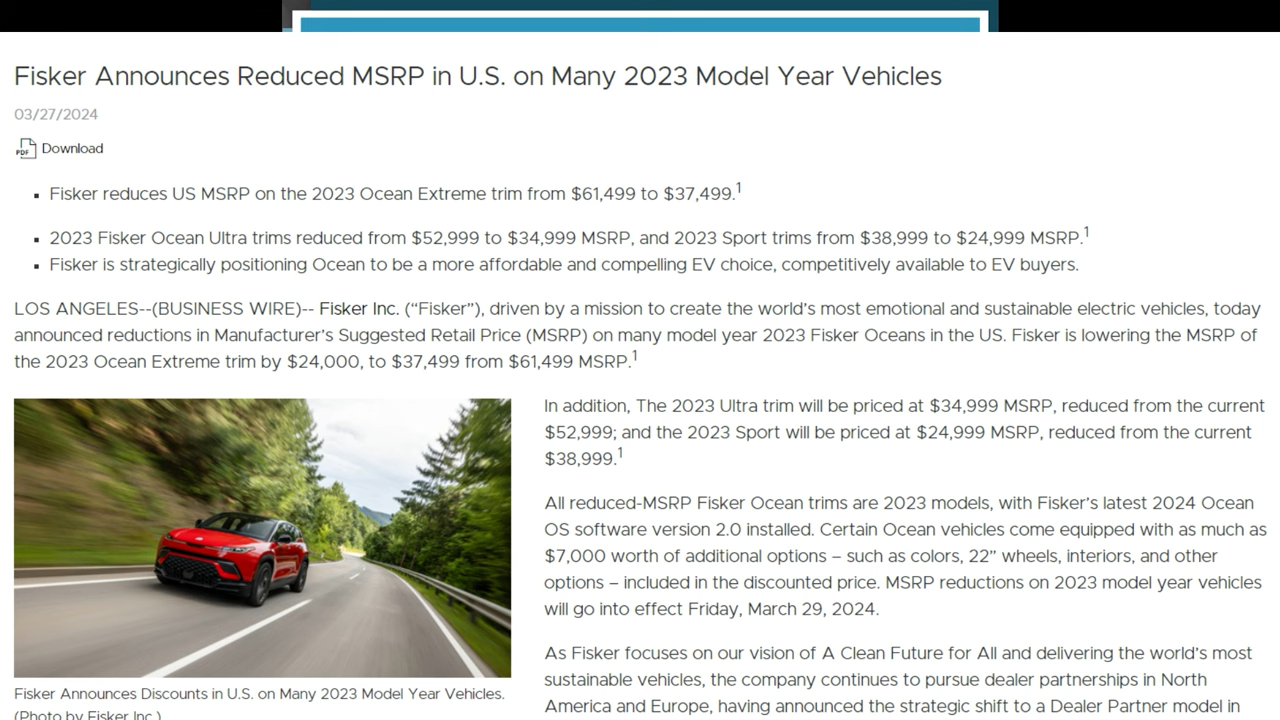 Fisker Announces Reduced MSRP in U.S. on Many 2023 Model Year Vehicles
03/27/2024
PDF Download
▪ Fisker reduces US MSRP on the 2023 Ocean Extreme trim from $61,499 to $37,499.1
▪ 2023 Fisker Ocean Ultra trims reduced from $52,999 to $34,999 MSRP, and 2023 Sport trims from $38,999 to $24,999 MSRP.1
▪ Fisker is strategically positioning Ocean to be a more affordable and compelling EV choice, competitively available to EV buyers.
LOS ANGELES--(BUSINESS WIRE)-- Fisker Inc. (“Fisker”), driven by a mission to create the world’s most emotional and sustainable electric vehicles, today
announced reductions in Manufacturer’s Suggested Retail Price (MSRP) on many model year 2023 Fisker Oceans in the US. Fisker is lowering the MSRP of
the 2023 Ocean Extreme trim by $24,000, to $37,499 from $61,499 MSRP.1
In addition, The 2023 Ultra trim will be priced at $34,999 MSRP, reduced from the current
$52,999; and the 2023 Sport will be priced at $24,999 MSRP, reduced from the current
$38,999.1
All reduced-MSRP Fisker Ocean trims are 2023 models, with Fisker’s latest 2024 Ocean
OS software version 2.0 installed. Certain Ocean vehicles come equipped with as much as
$7,000 worth of additional options – such as colors, 22” wheels, interiors, and other
options – included in the discounted price. MSRP reductions on 2023 model year vehicles
will go into effect Friday, March 29, 2024.
As Fisker focuses on our vision of A Clean Future for All and delivering the world’s most
sustainable vehicles, the company continues to pursue dealer partnerships in North
America and Europe, having announced the strategic shift to a Dealer Partner model in
Fisker Announces Discounts in U.S. on Many 2023 Model Year Vehicles.
(Photo by Fisker Inc.)